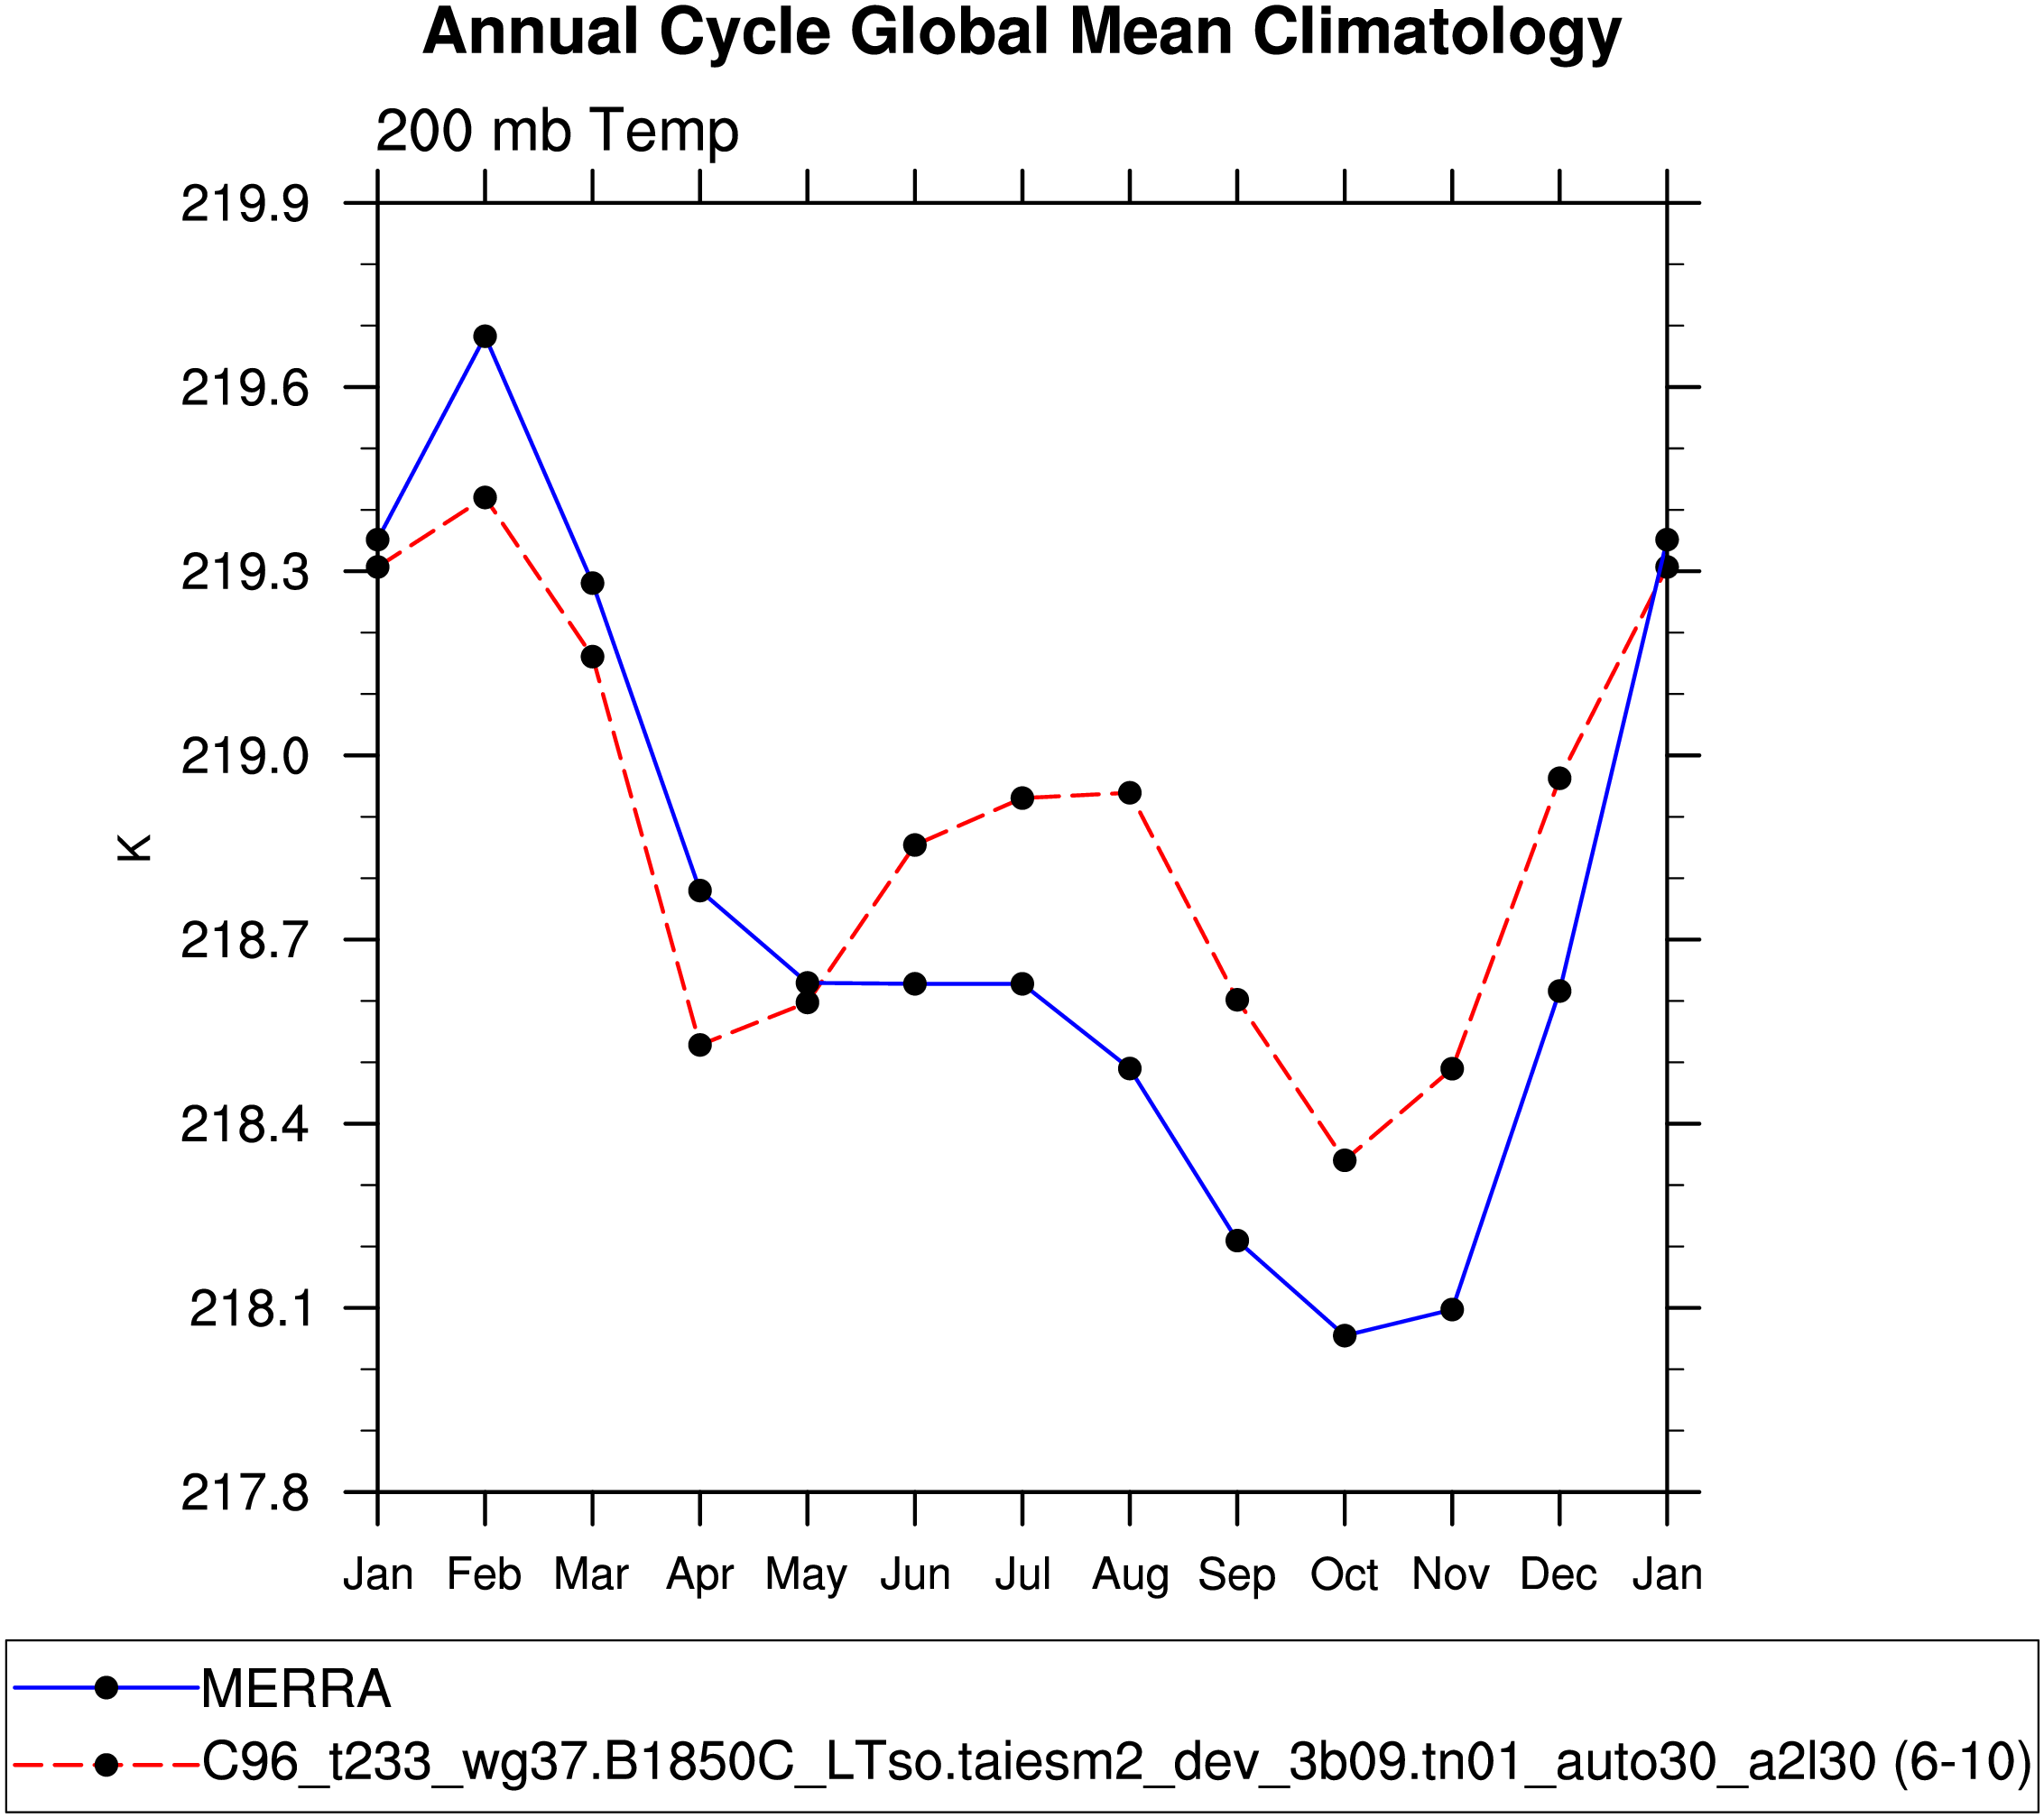 Annual Cycle Global Mean Climatology
200 mb Temp
219.9
219.6
219.3
219.0
218.7
218.4
218.1
217.8
K
Jan Feb Mar Apr May Jun Jul Aug Sep Oct Nov Dec Jan
MERRA
C96_t233_wg37.B1850C_LTso.taiesm2_dev_3b09.tn01_auto30_a2l30 (6-10)